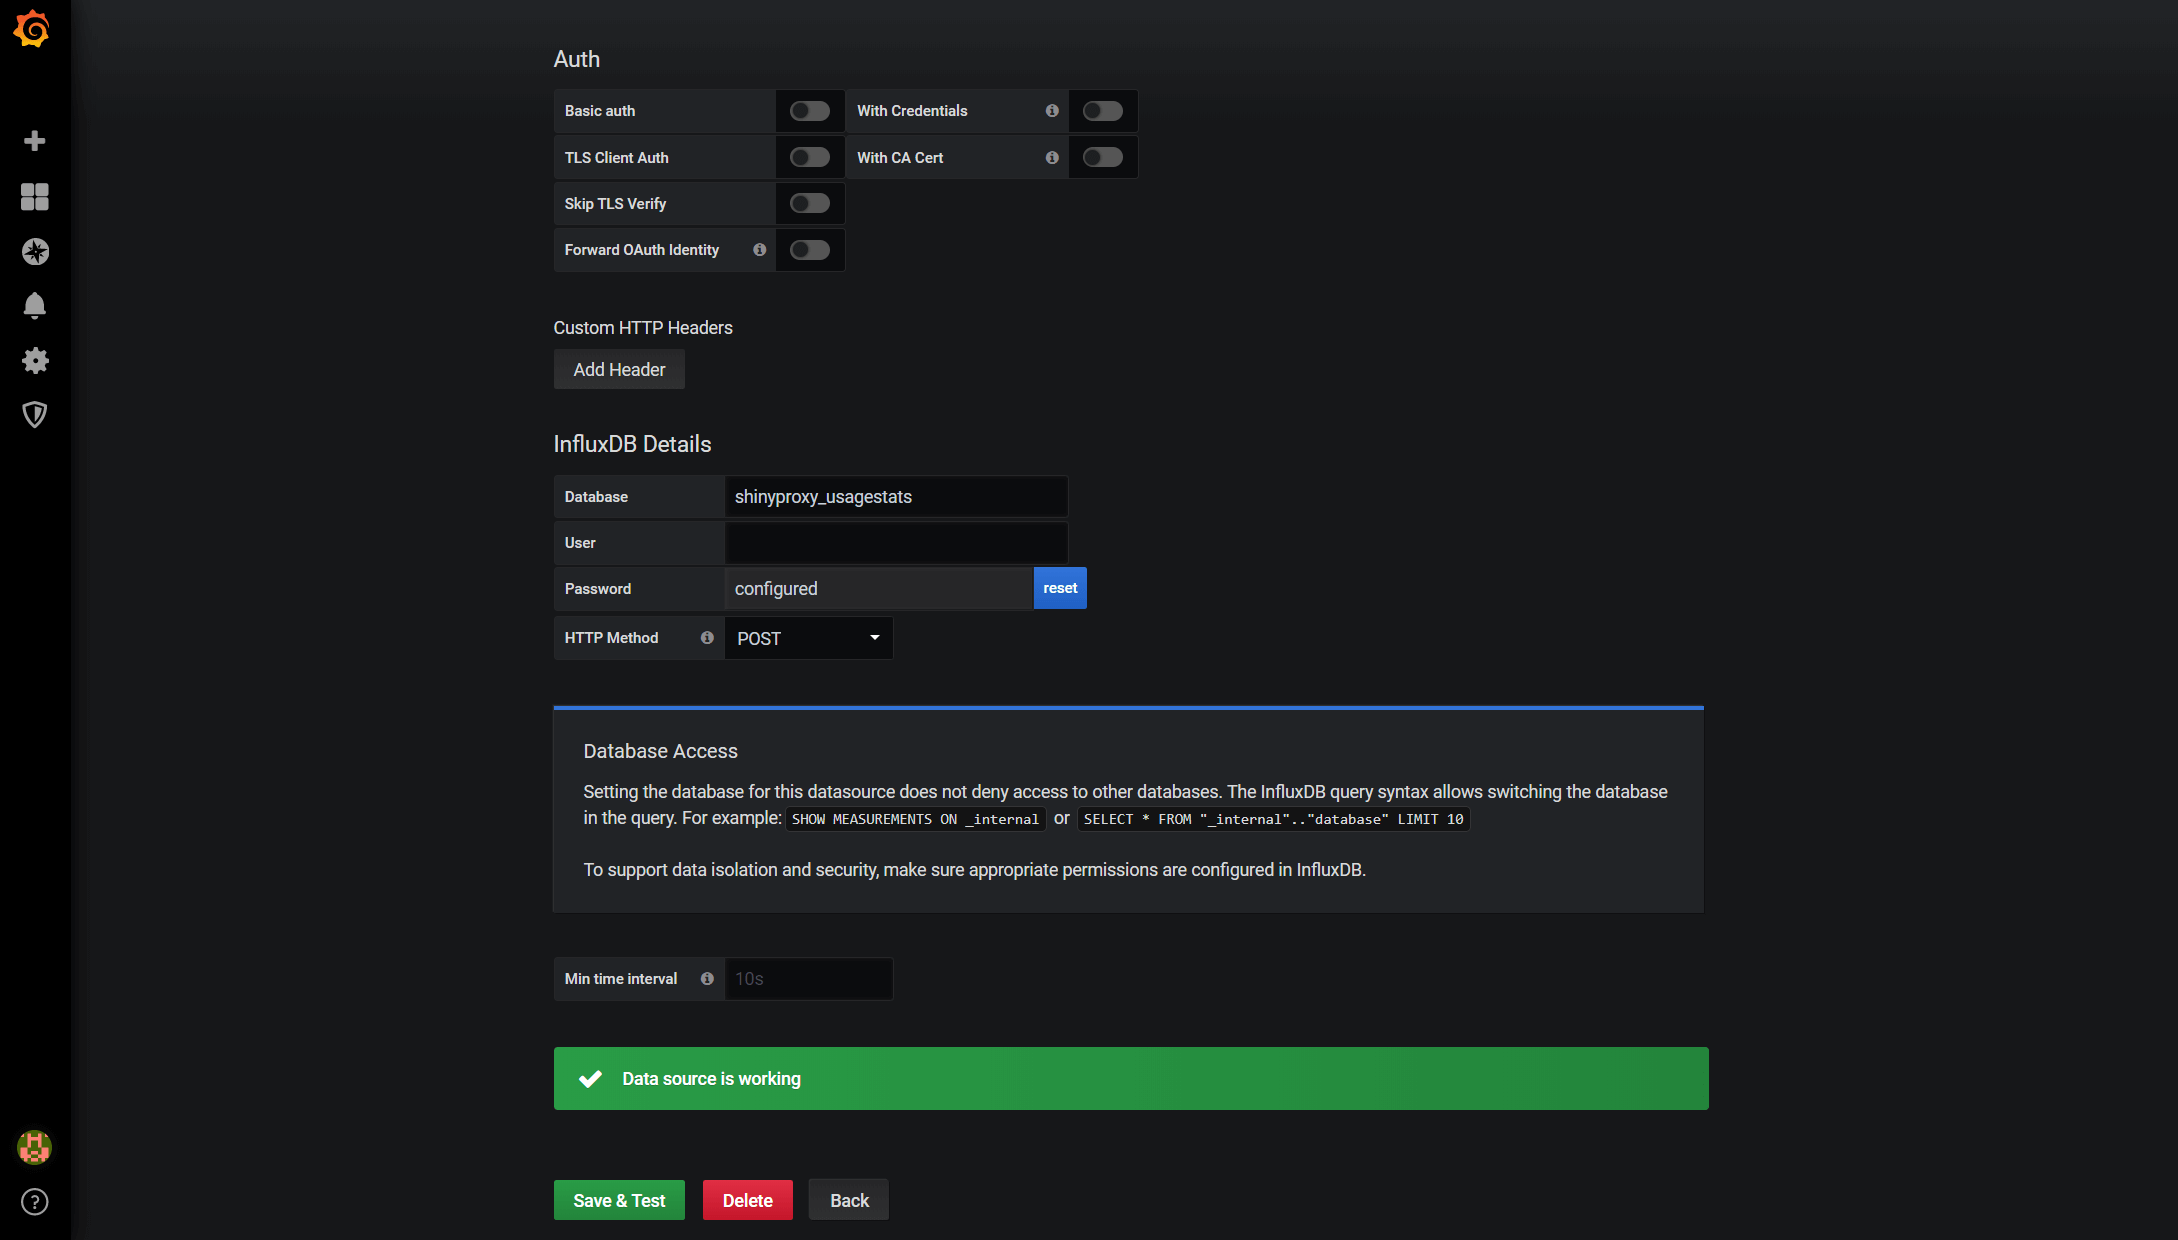 Auth
Basic auth
With Credentials
TLS Client Auth
With CA Cert
Skip TLS Verify
Forward OAuth Identity
Custom HTTP Headers
Add Header
InfluxDB Details
Database shinyproxy_usagestats
User
Password configured reset
HTTP Method POST
Database Access
Setting the database for this datasource does not deny access to other databases. The InfluxDB query syntax allows switching the database
in the query. For example: SHOW MEASUREMENTS ON _internal or SELECT * FROM "_internal".."database" LIMIT 10
To support data isolation and security, make sure appropriate permissions are configured in InfluxDB.
Min time interval 10s
Data source is working
Save & Test Delete Back